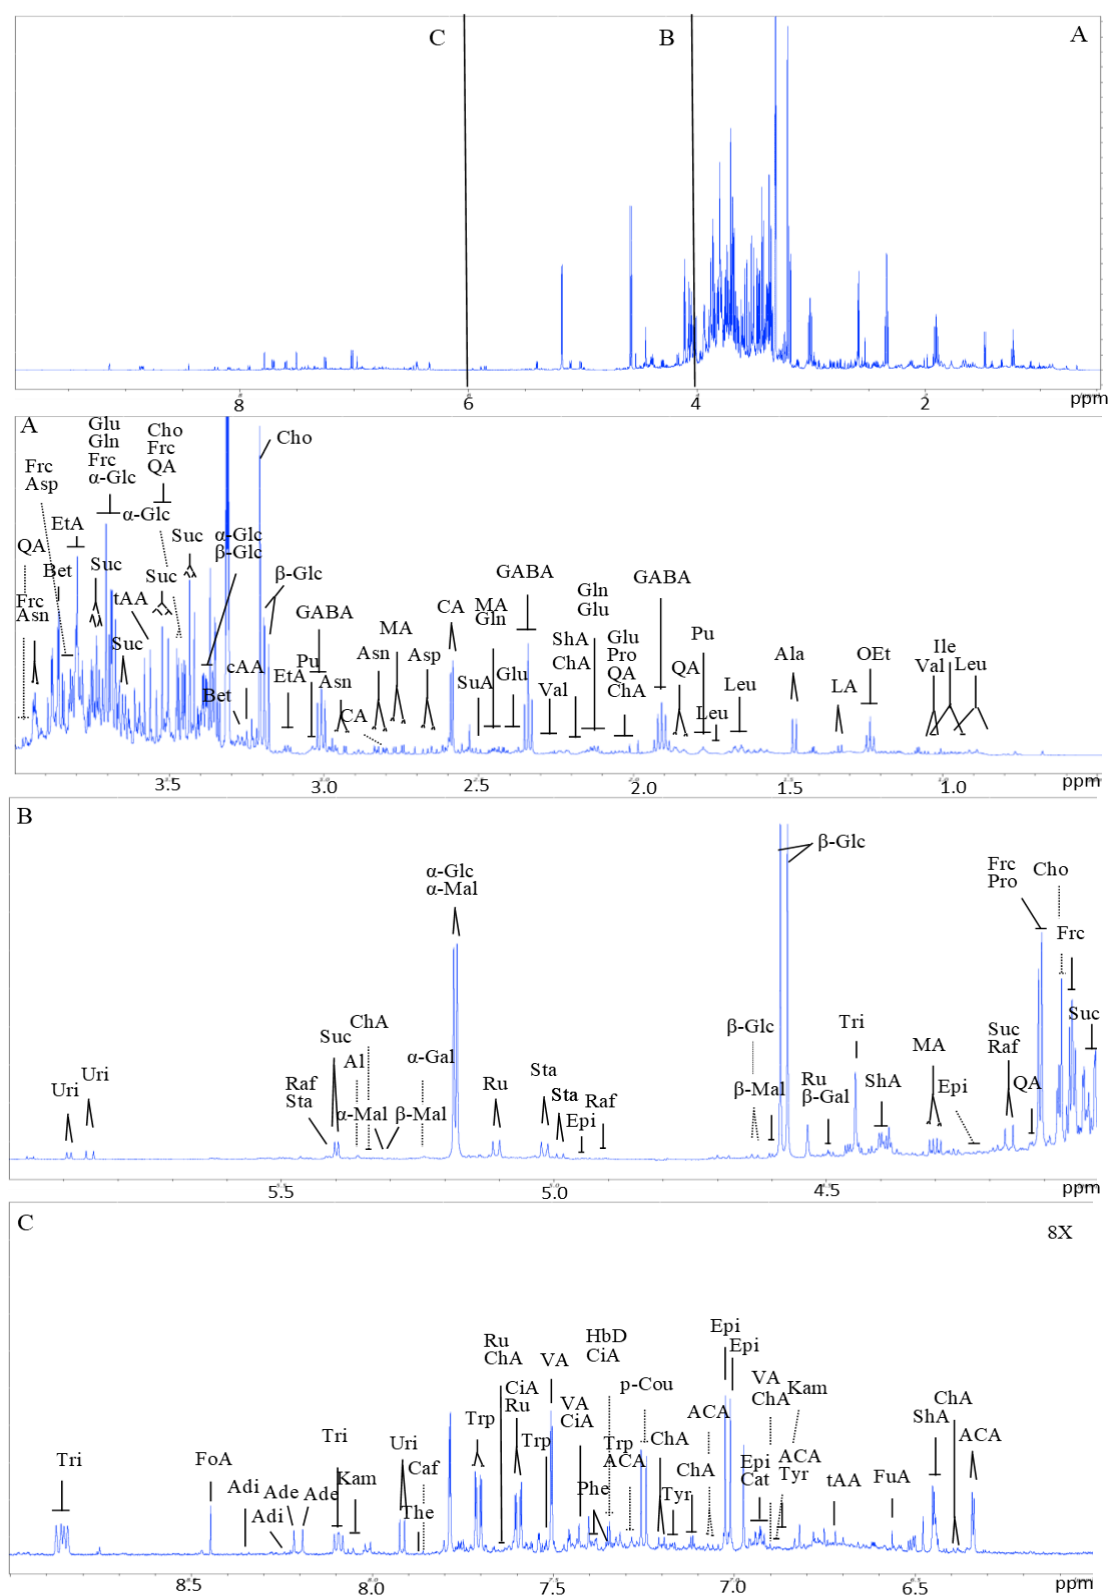 C
B
A
8
6
4
2
ppm
A
Glu
Gln
Frc
α-Glc
Cho
Frc
QA
Cho
Frc
Asp
α-Glc
EtA
Suc
α-Glc
β-Glc
QA
Bet
Suc
Suc
β-Glc
GABA
Gln
Glu
GABA
Frc
Asn
tAA
GABA
CA
MA
Gln
Suc
MA
ShA
ChA
Glu
Pro
QA
ChA
Pu
Ile
Val
Leu
cAA
EtA
Pu
Asn
Asp
Ala
OEt
Bet
Asn
SuA
Glu
Val
QA
Leu
LA
CA
Leu
3.5
3.0
2.5
2.0
1.5
1.0
ppm
B
β-Glc
α-Glc
α-Mal
Frc
Pro
Cho
Frc
ChA
Suc
Al
α-Gal
β-Glc
Tri
Suc
Uri
Uri
Raf
Sta
α-Mal
β-Mal
Ru
Sta
Sta
Epi
Raf
β-Mal
Ru
β-Gal
ShA
MA
Epi
Suc
Raf
QA
5.5
5.0
4.5
ppm
C
8X
Ru
ChA
HbD
CiA
Epi
Epi
VA
CiA
Ru
p-Cou
VA
ChA
Kam
ChA
Trp
VA
CiA
ACA
ShA
ACA
Tri
FoA
Tri
Uri
Trp
Trp
ACA
ChA
Adi
Ade
Ade
Kam
Caf
Phe
Tyr
ChA
Epi
Cat
ACA
Tyr
tAA
FuA
Adi
The
8.5
8.0
7.5
7.0
6.5
ppm